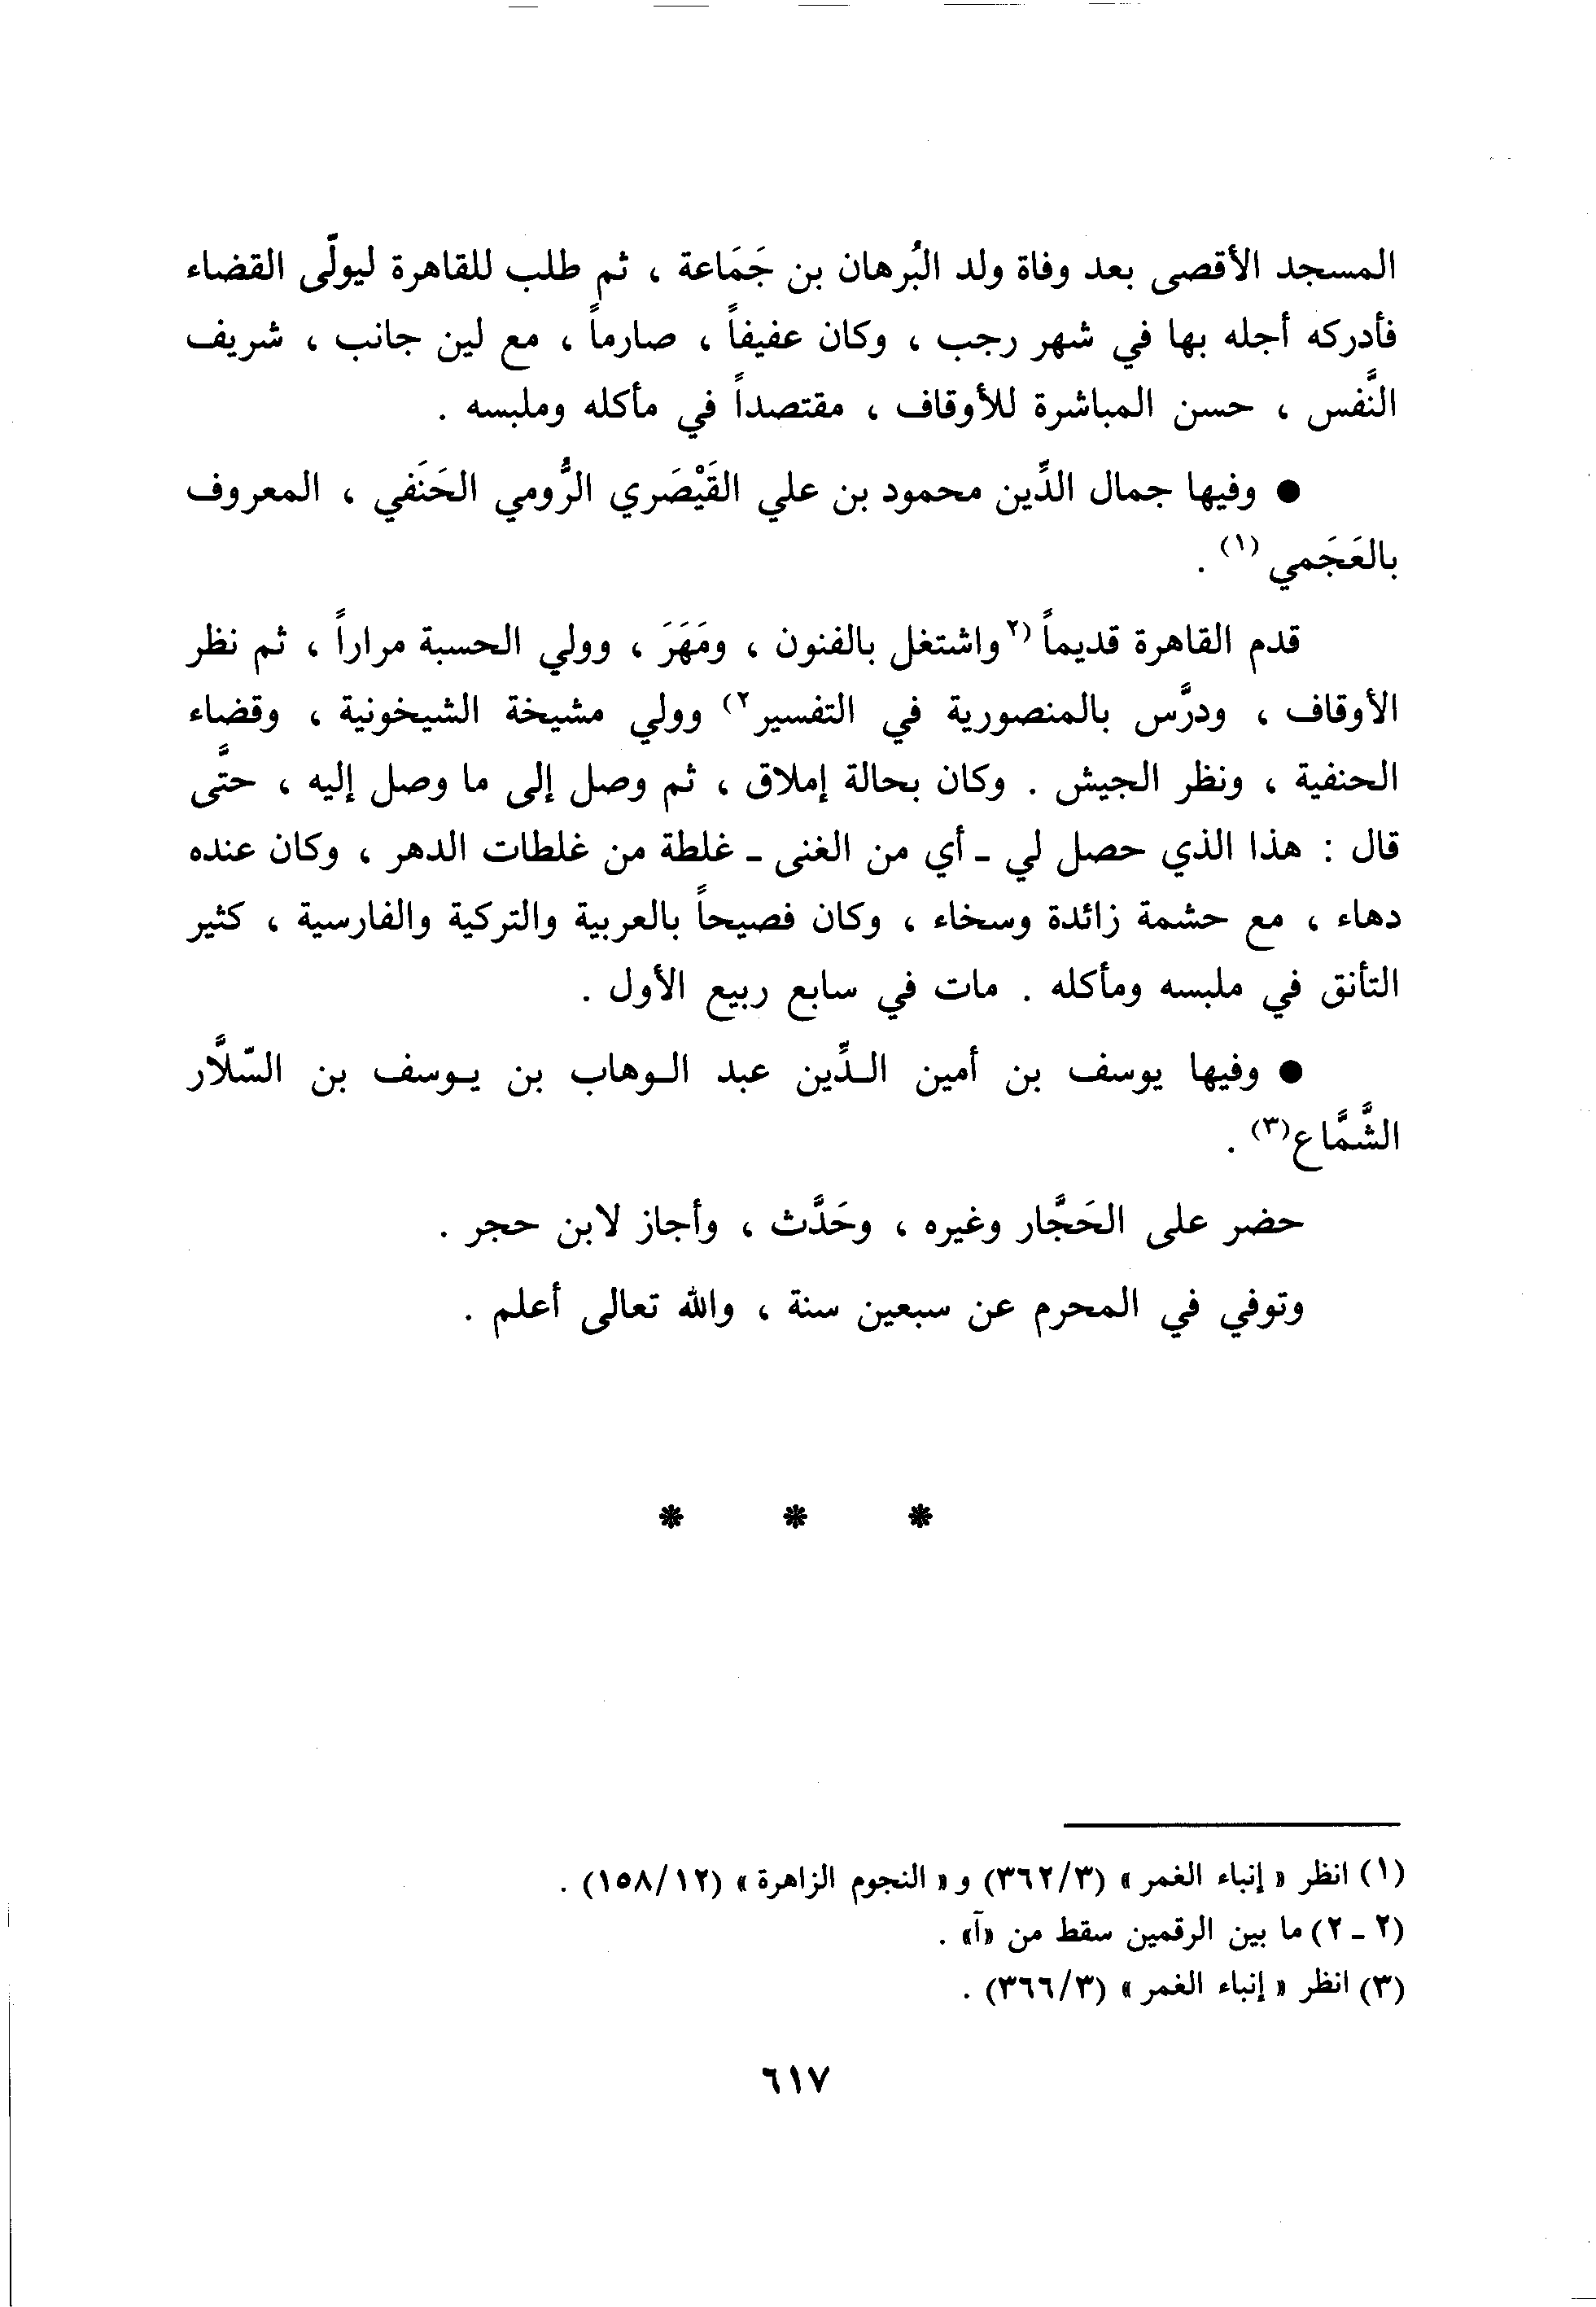 المسجد الأقصى بعد وفاة ولد البُرهان بن جَمَاعة ، ثم طلب للقاهرة ليولّى القضاء
فأدركه أجله بها في شهر رجب ، وكان عفيفاً ، صارماً ، مع لين جانب ، شريف
النَّفس ، حسن المباشرة للأوقاف ، مقتصداً في مأكله وملبسه .
● وفيها جمال الدِّين محمود بن علي القَيْصَري الرُّومي الحَنَفي ، المعروف
بالعَجَمي (١) .
قدم القاهرة قديماً (٢واشتغل بالفنون ، ومَهَرَ ، وولي الحسبة مراراً ، ثم نظر
الأوقاف ، ودرَّس بالمنصورية في التفسير٢) وولي مشيخة الشيخونية ، وقضاء
الحنفية ، ونظر الجيش . وكان بحالة إملاق ، ثم وصل إلى ما وصل إليه ، حتَّى
قال : هذا الذي حصل لي ـ أي من الغنى ـ غلطة من غلطات الدهر ، وكان عنده
دهاء ، مع حشمة زائدة وسخاء ، وكان فصيحاً بالعربية والتركية والفارسية ، كثير
التأنق في ملبسه ومأكله . مات في سابع ربيع الأول .
● وفيها يوسف بن أمين الـدِّين عبد الـوهاب بن يـوسف بن السّلَّار
الشَّمَّاع(٣) .
حضر على الحَجَّار وغيره ، وحَدَّث ، وأجاز لابن حجر .
وتوفي في المحرم عن سبعين سنة ، والله تعالى أعلم .
* * *
(١) انظر « إنباء الغمر » (٣٦٢/٣) و « النجوم الزاهرة » (١٥٨/١٢) .
(٢ ـ ٢) ما بين الرقمين سقط من «آ» .
(٣) انظر « إنباء الغمر » (٣٦٦/٣) .
٦١٧